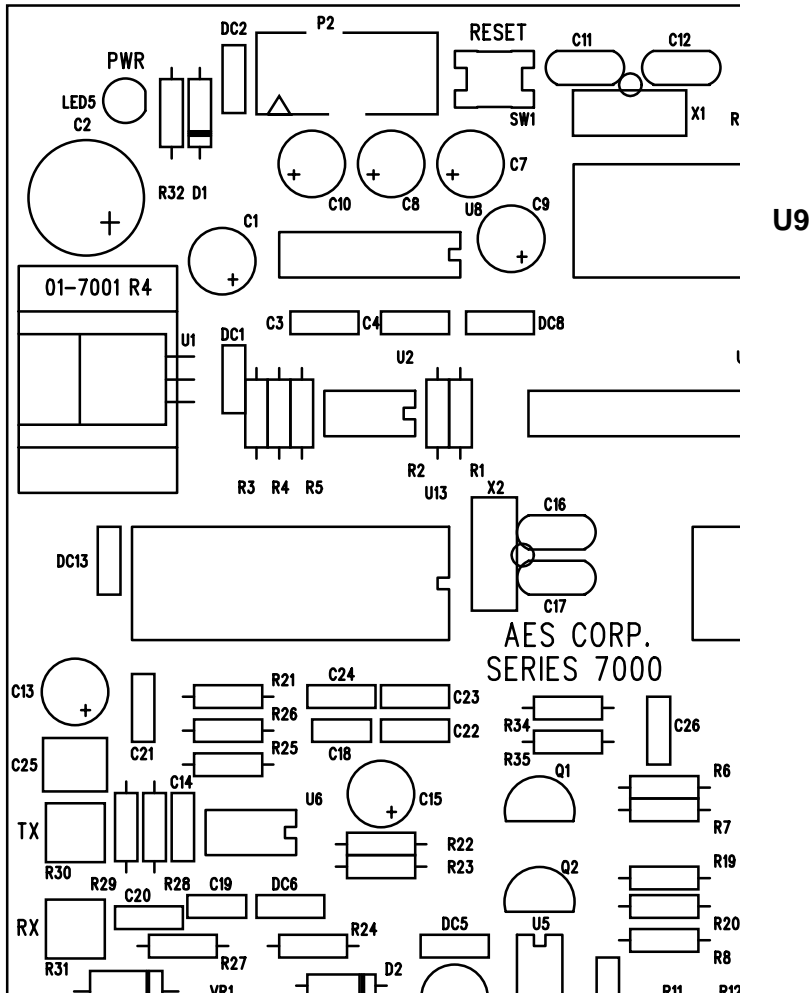 DC2
P2
RESET
C11
C12
PWR
LED5
C2
SW1
X1
R
R32 D1
C10
C8
C7
U8
C9
U9
C1
01-7001 R4
U1
DC1
C3
C4
DC8
U2
R3
R4
R5
R2
R1
U13
X2
C16
DC13
C17
AES CORP.
SERIES 7000
C13
R21
C24
C23
R26
C22
R34
C26
C25
C21
R25
C18
R35
C14
U6
C15
Q1
R6
TX
R7
R22
R23
R30
R29
R28
C19
DC6
Q2
R19
C20
RX
R24
DC5
U5
R20
R31
R27
D2
R8
VR1
R11
R12